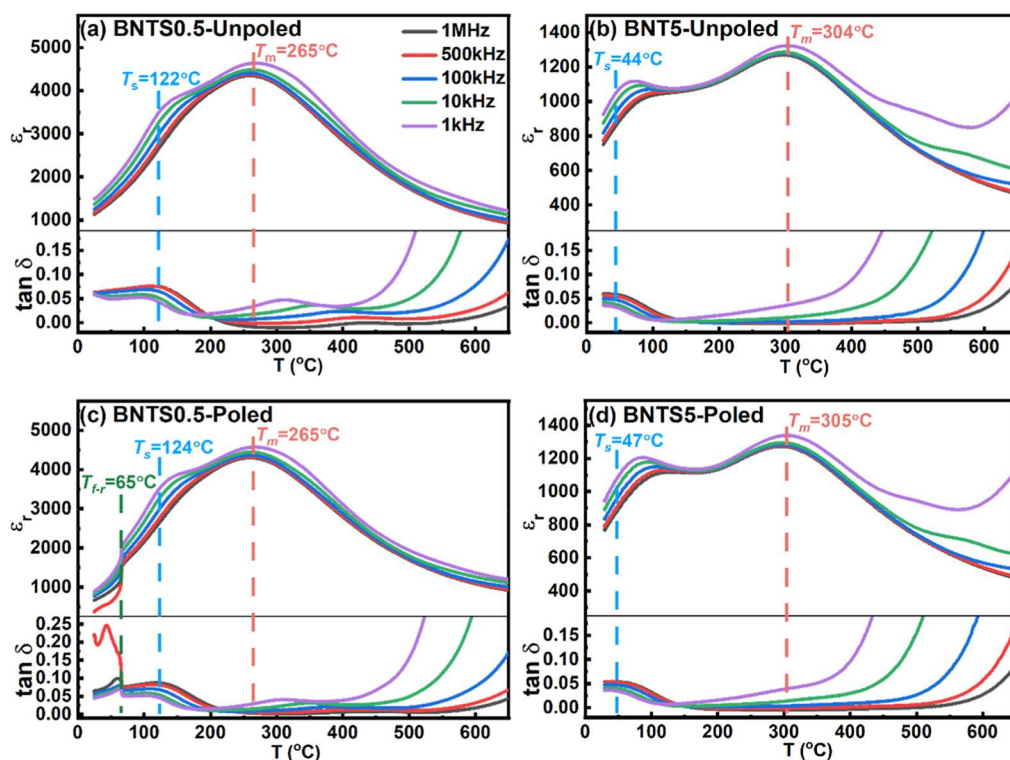 (a) BNTS0.5-Unpoled
Tm=265°C
Ts=122°C
1MHz
500kHz
100kHz
10kHz
1kHz
5000
4000
3000
2000
1000
εr
0.15
0.10
0.05
0.00
tan δ
0 100 200 300 400 500 600
T (°C)
(b) BNT5-Unpoled
Tm=304°C
Ts=44°C
1400
1200
1000
800
600
400
εr
0.15
0.10
0.05
0.00
tan δ
0 100 200 300 400 500 600
T (°C)
(c) BNTS0.5-Poled
Tm=265°C
Ts=124°C
Tf-r=65°C
5000
4000
3000
2000
1000
εr
0.25
0.20
0.15
0.10
0.05
0.00
tan δ
0 100 200 300 400 500 600
T (°C)
(d) BNTS5-Poled
Tm=305°C
Ts=47°C
1400
1200
1000
800
600
400
εr
0.15
0.10
0.05
0.00
tan δ
0 100 200 300 400 500 600
T (°C)